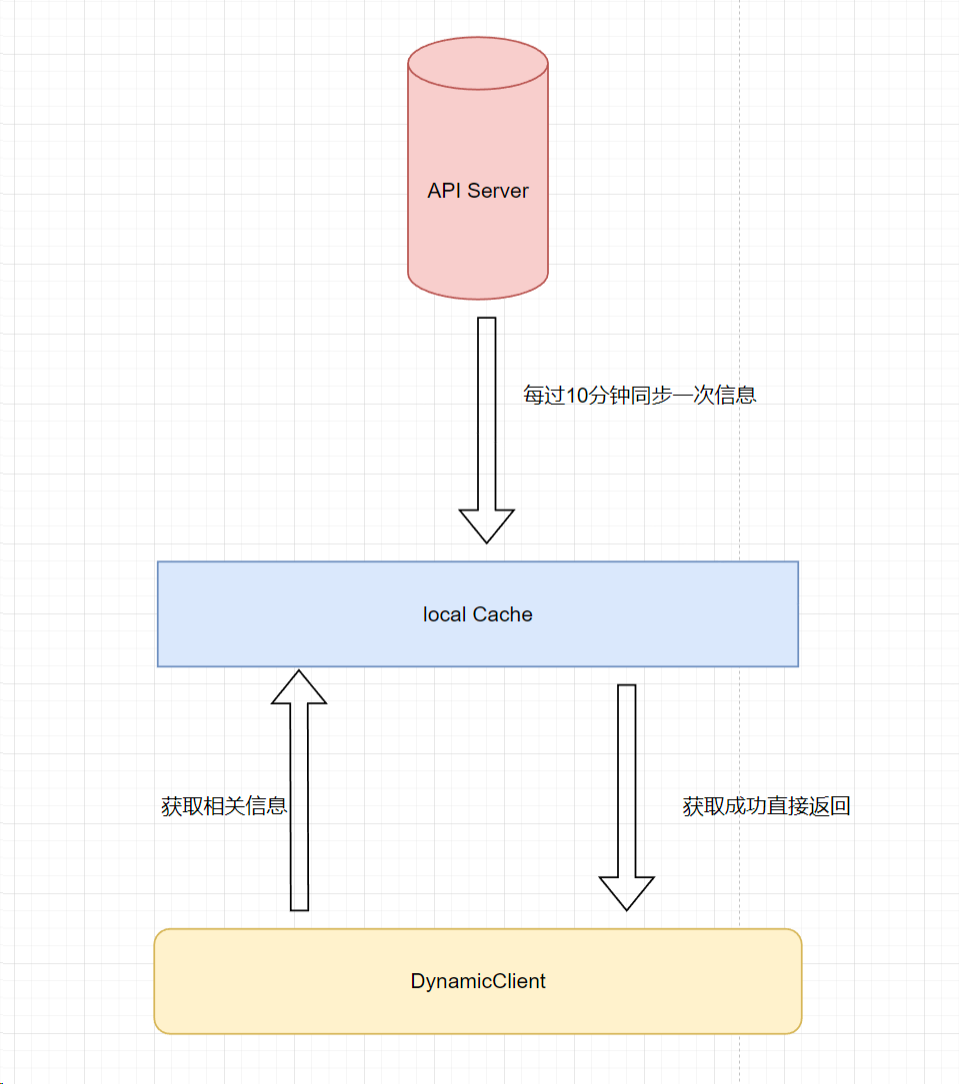 API Server
每过10分钟同步一次信息
local Cache
获取相关信息
获取成功直接返回
DynamicClient